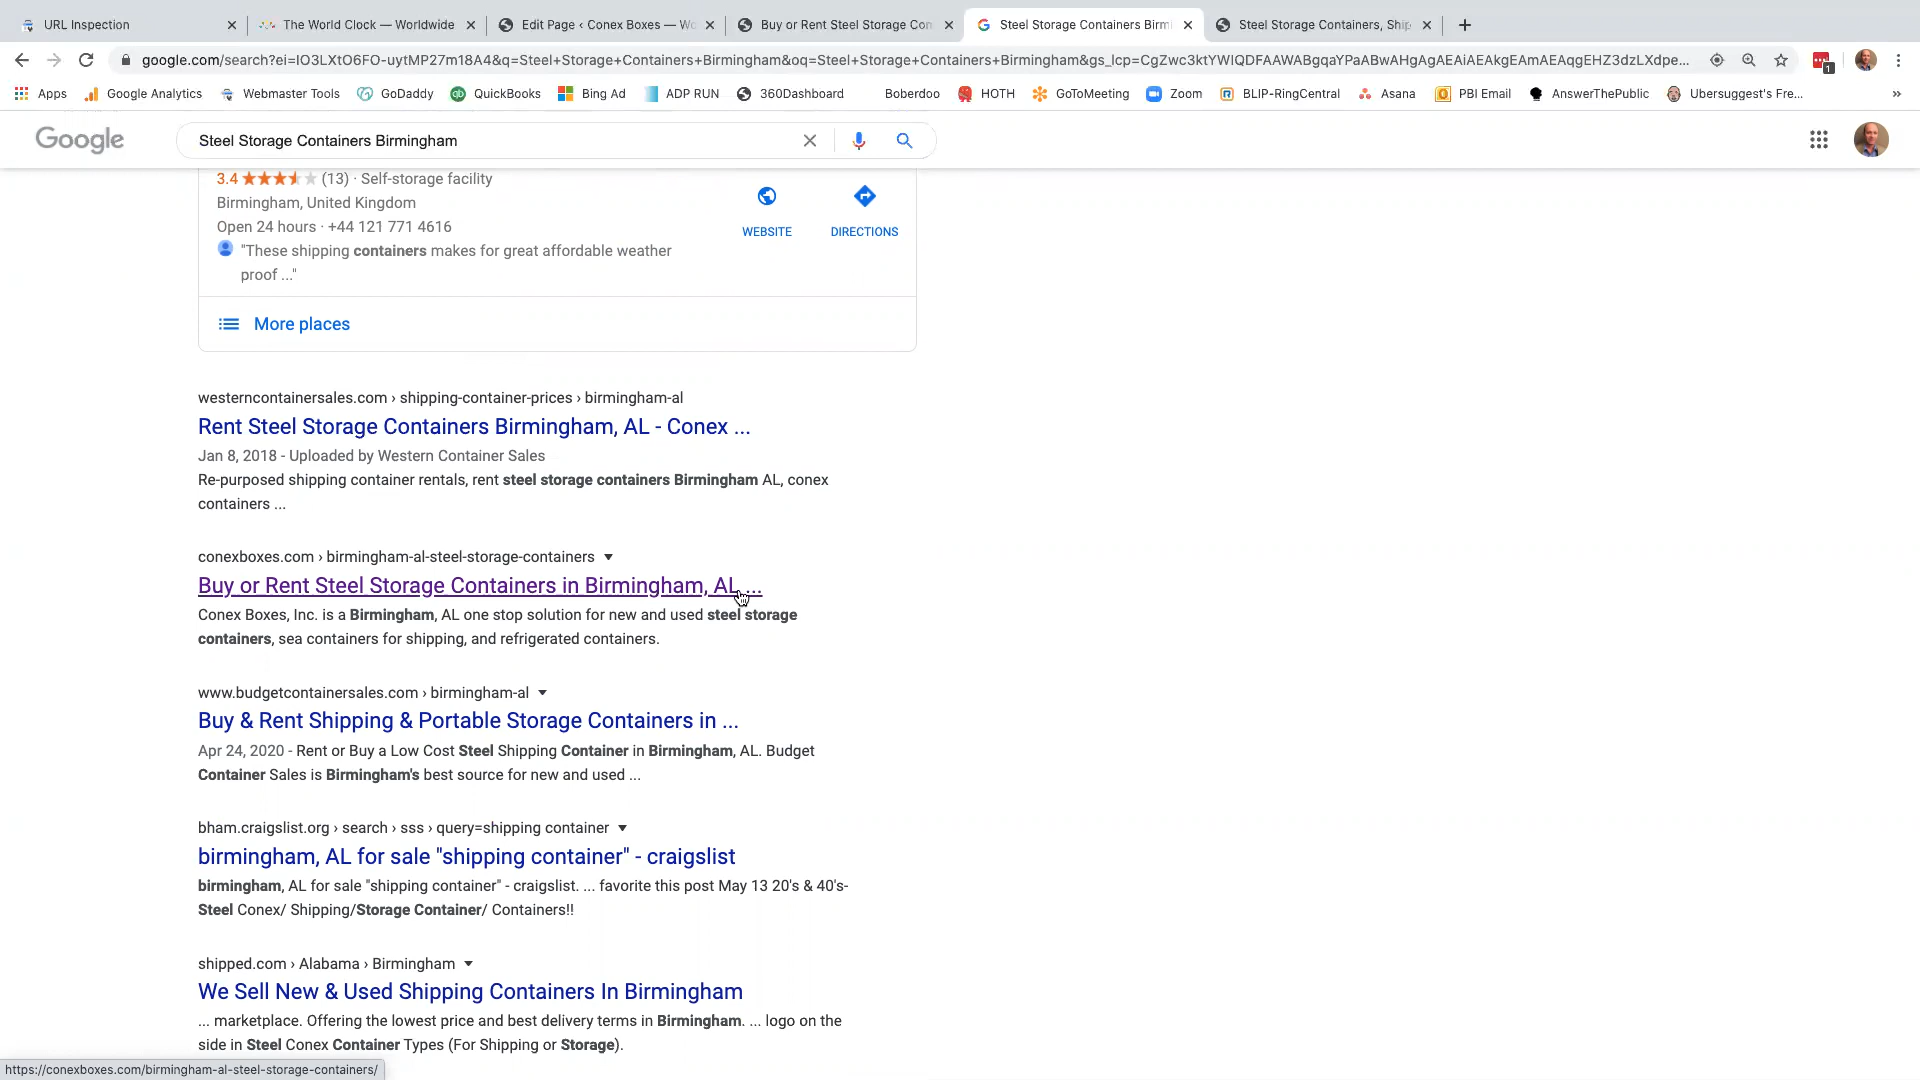 URL Inspection
The World Clock — Worldwide
Edit Page ‹ Conex Boxes — Wo
Buy or Rent Steel Storage Con
Steel Storage Containers Birmi
Steel Storage Containers, Ship
google.com/search?ei=IO3LXtO6FO-uytMP27m18A4&q=Steel+Storage+Containers+Birmingham&oq=Steel+Storage+Containers+Birmingham&gs_lcp=CgZwc3ktYWIQDFAAWABgqaYPaABwAHgAgAEAiAEAkgEAmAEAqgEHZ3dzLXdpe...
1
Apps
Google Analytics
Webmaster Tools
GoDaddy
QuickBooks
Bing Ad
ADP RUN
360Dashboard
Boberdoo
HOTH
GoToMeeting
Zoom
BLIP-RingCentral
Asana
PBI Email
AnswerThePublic
Ubersuggest's Fre...
»
Google
Steel Storage Containers Birmingham
3.4 (13) · Self-storage facility
Birmingham, United Kingdom
Open 24 hours · +44 121 771 4616
"These shipping containers makes for great affordable weather
proof ..."
WEBSITE
DIRECTIONS
More places
westerncontainersales.com › shipping-container-prices › birmingham-al
Rent Steel Storage Containers Birmingham, AL - Conex ...
Jan 8, 2018 - Uploaded by Western Container Sales
Re-purposed shipping container rentals, rent steel storage containers Birmingham AL, conex
containers ...
conexboxes.com › birmingham-al-steel-storage-containers
Buy or Rent Steel Storage Containers in Birmingham, AL ...
Conex Boxes, Inc. is a Birmingham, AL one stop solution for new and used steel storage
containers, sea containers for shipping, and refrigerated containers.
www.budgetcontainersales.com › birmingham-al
Buy & Rent Shipping & Portable Storage Containers in ...
Apr 24, 2020 - Rent or Buy a Low Cost Steel Shipping Container in Birmingham, AL. Budget
Container Sales is Birmingham's best source for new and used ...
bham.craigslist.org › search › sss › query=shipping container
birmingham, AL for sale "shipping container" - craigslist
birmingham, AL for sale "shipping container" - craigslist. ... favorite this post May 13 20's & 40's-
Steel Conex/ Shipping/Storage Container/ Containers!!
shipped.com › Alabama › Birmingham
We Sell New & Used Shipping Containers In Birmingham
... marketplace. Offering the lowest price and best delivery terms in Birmingham. ... logo on the
side in Steel Conex Container Types (For Shipping or Storage).
https://conexboxes.com/birmingham-al-steel-storage-containers/